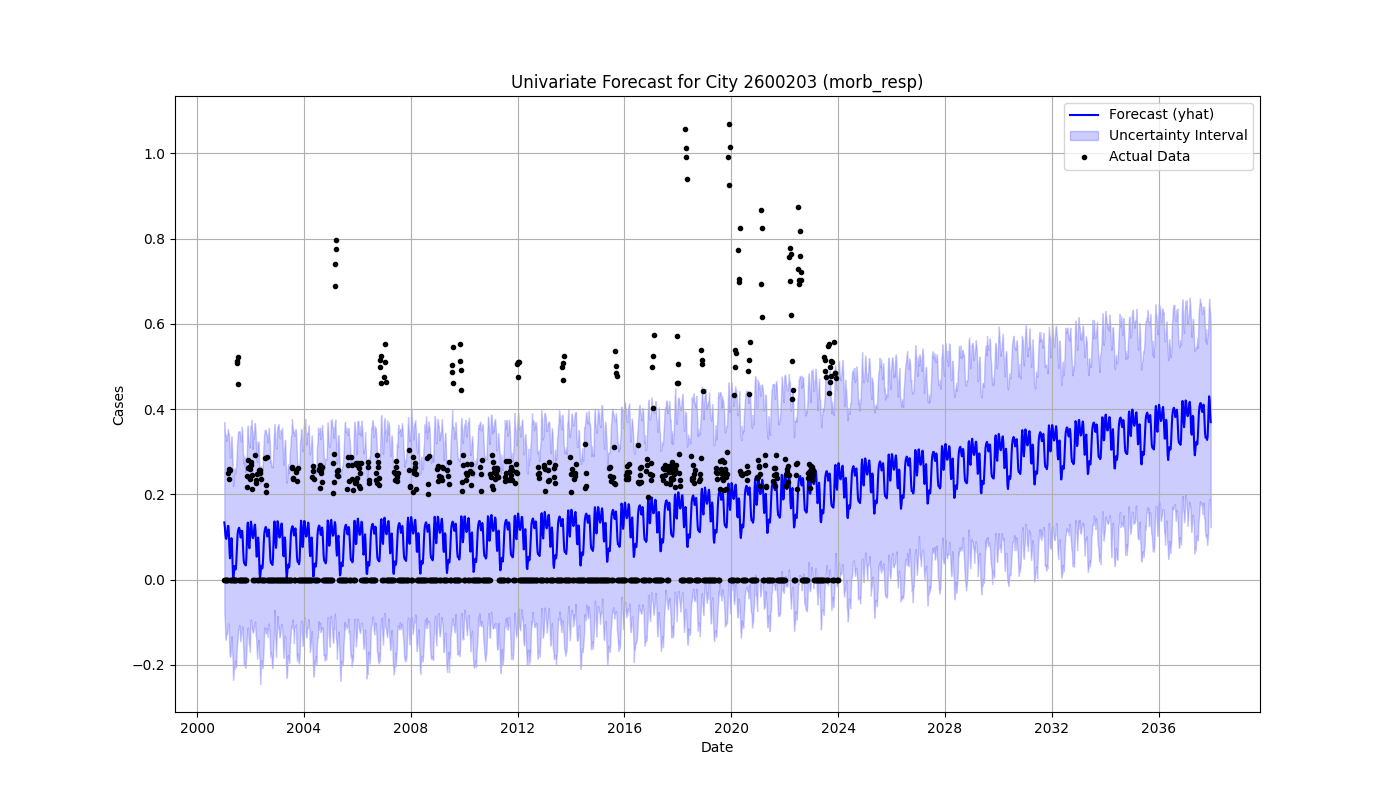 Univariate Forecast for City 2600203 (morb_resp)
Forecast (yhat)
Uncertainty Interval
Actual Data
Cases
1.0
0.8
0.6
0.4
0.2
0.0
−0.2
2000 2004 2008 2012 2016 2020 2024 2028 2032 2036
Date